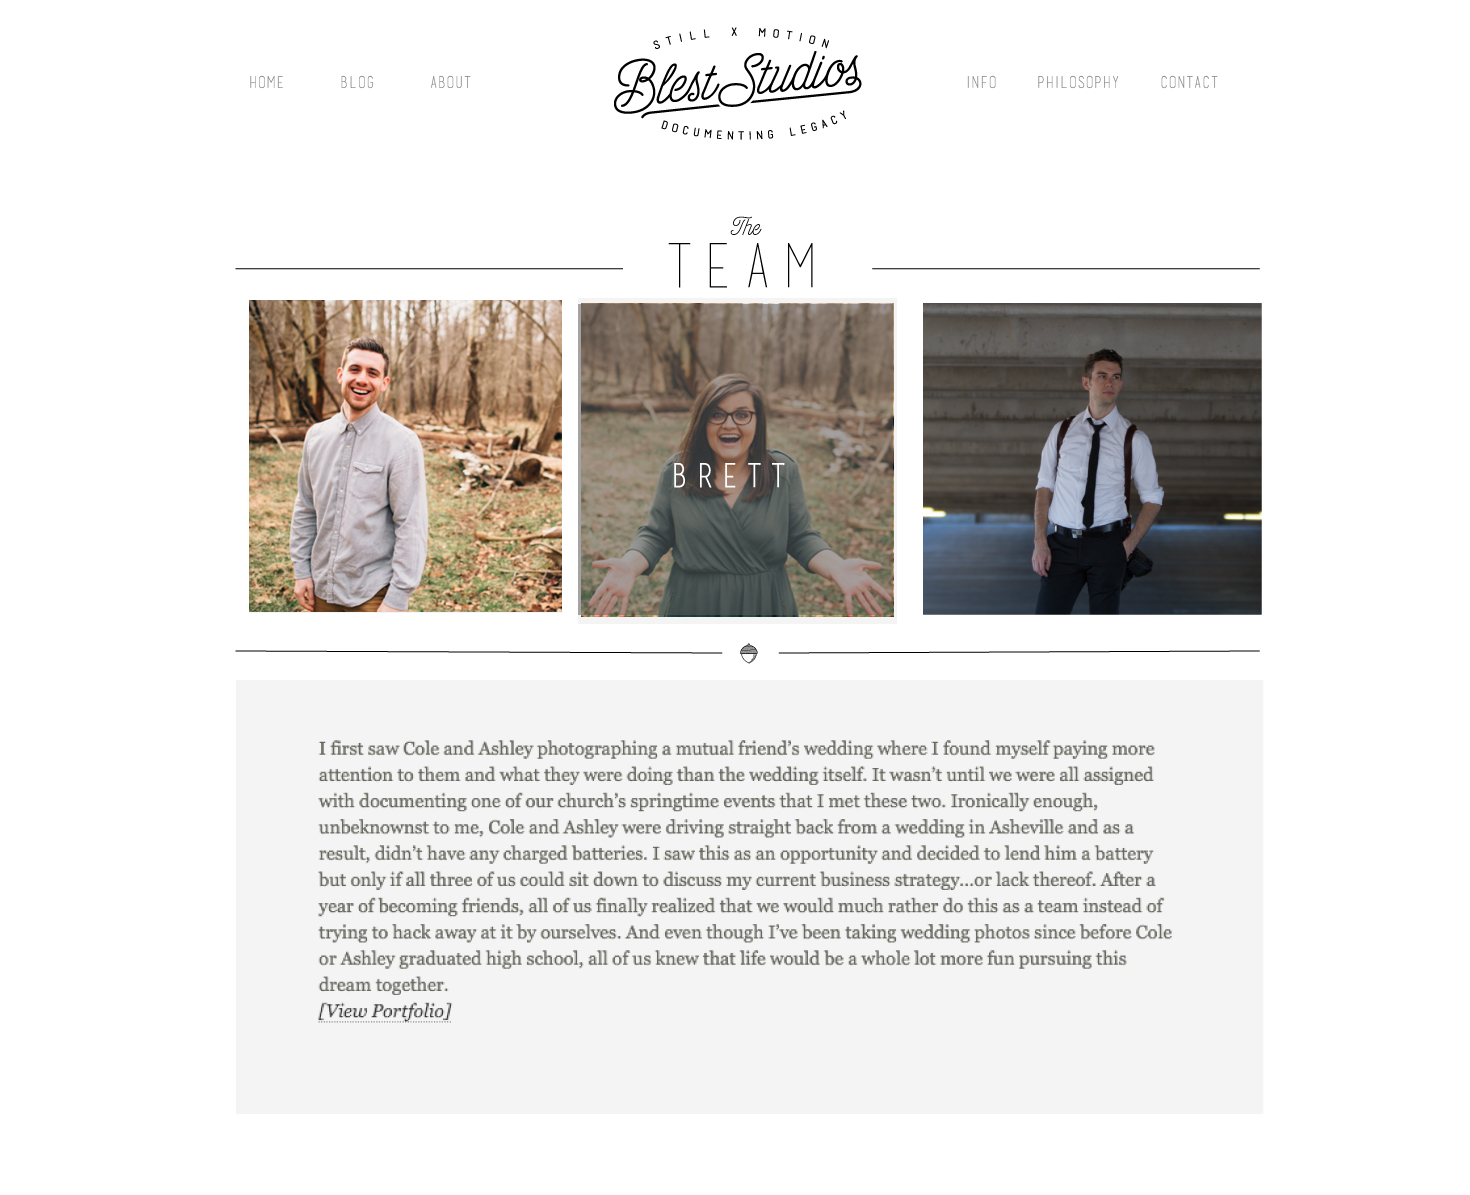 STILL X MOTION
HOME BLOG ABOUT Blest Studios INFO PHILOSOPHY CONTACT
DOCUMENTING LEGACY
The
TEAM
BRETT
I first saw Cole and Ashley photographing a mutual friend’s wedding where I found myself paying more
attention to them and what they were doing than the wedding itself. It wasn’t until we were all assigned
with documenting one of our church’s springtime events that I met these two. Ironically enough,
unbeknownst to me, Cole and Ashley were driving straight back from a wedding in Asheville and as a
result, didn’t have any charged batteries. I saw this as an opportunity and decided to lend him a battery
but only if all three of us could sit down to discuss my current business strategy...or lack thereof. After a
year of becoming friends, all of us finally realized that we would much rather do this as a team instead of
trying to hack away at it by ourselves. And even though I’ve been taking wedding photos since before Cole
or Ashley graduated high school, all of us knew that life would be a whole lot more fun pursuing this
dream together.
[View Portfolio]